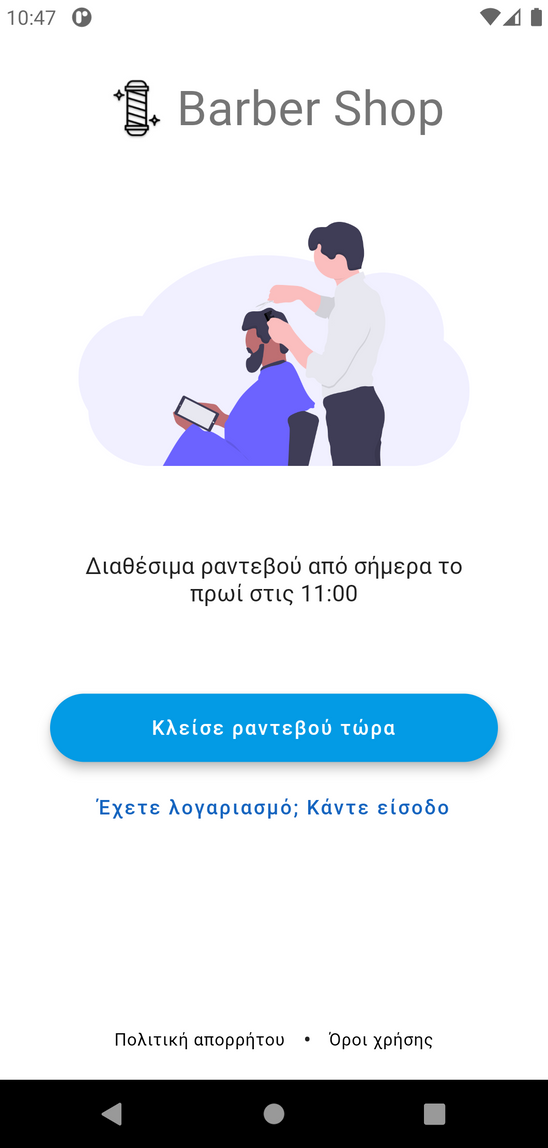 10:47
Barber Shop
Διαθέσιμα ραντεβού από σήμερα το
πρωί στις 11:00
Κλείσε ραντεβού τώρα
Έχετε λογαριασμό; Κάντε είσοδο
Πολιτική απορρήτου • Όροι χρήσης